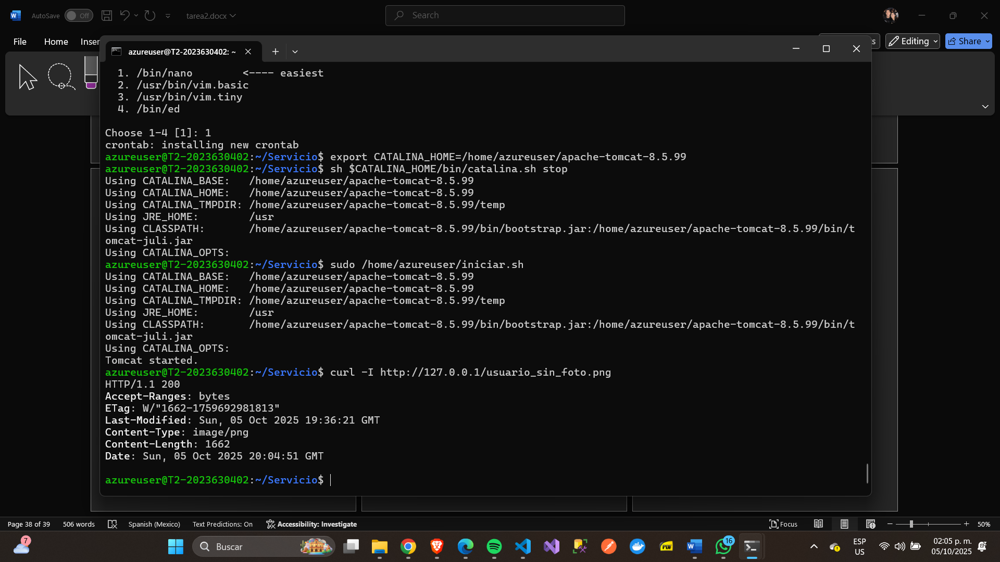 AutoSave Off tarea2.docx Search
File Home Inser s Editing Share
azureuser@T2-2023630402: ~
1. /bin/nano <---- easiest
2. /usr/bin/vim.basic
3. /usr/bin/vim.tiny
4. /bin/ed
Choose 1-4 [1]: 1
crontab: installing new crontab
azureuser@T2-2023630402:~/Servicio$ export CATALINA_HOME=/home/azureuser/apache-tomcat-8.5.99
azureuser@T2-2023630402:~/Servicio$ sh $CATALINA_HOME/bin/catalina.sh stop
Using CATALINA_BASE: /home/azureuser/apache-tomcat-8.5.99
Using CATALINA_HOME: /home/azureuser/apache-tomcat-8.5.99
Using CATALINA_TMPDIR: /home/azureuser/apache-tomcat-8.5.99/temp
Using JRE_HOME: /usr
Using CLASSPATH: /home/azureuser/apache-tomcat-8.5.99/bin/bootstrap.jar:/home/azureuser/apache-tomcat-8.5.99/bin/t
omcat-juli.jar
Using CATALINA_OPTS:
azureuser@T2-2023630402:~/Servicio$ sudo /home/azureuser/iniciar.sh
Using CATALINA_BASE: /home/azureuser/apache-tomcat-8.5.99
Using CATALINA_HOME: /home/azureuser/apache-tomcat-8.5.99
Using CATALINA_TMPDIR: /home/azureuser/apache-tomcat-8.5.99/temp
Using JRE_HOME: /usr
Using CLASSPATH: /home/azureuser/apache-tomcat-8.5.99/bin/bootstrap.jar:/home/azureuser/apache-tomcat-8.5.99/bin/t
omcat-juli.jar
Using CATALINA_OPTS:
Tomcat started.
azureuser@T2-2023630402:~/Servicio$ curl -I http://127.0.0.1/usuario_sin_foto.png
HTTP/1.1 200
Accept-Ranges: bytes
ETag: W/"1662-1759692981813"
Last-Modified: Sun, 05 Oct 2025 19:36:21 GMT
Content-Type: image/png
Content-Length: 1662
Date: Sun, 05 Oct 2025 20:04:51 GMT
azureuser@T2-2023630402:~/Servicio$
Page 38 of 39 506 words Spanish (Mexico) Text Predictions: On Accessibility: Investigate Focus 50%
7 Buscar PDF 16 ESP 02:05 p. m.
US 05/10/2025